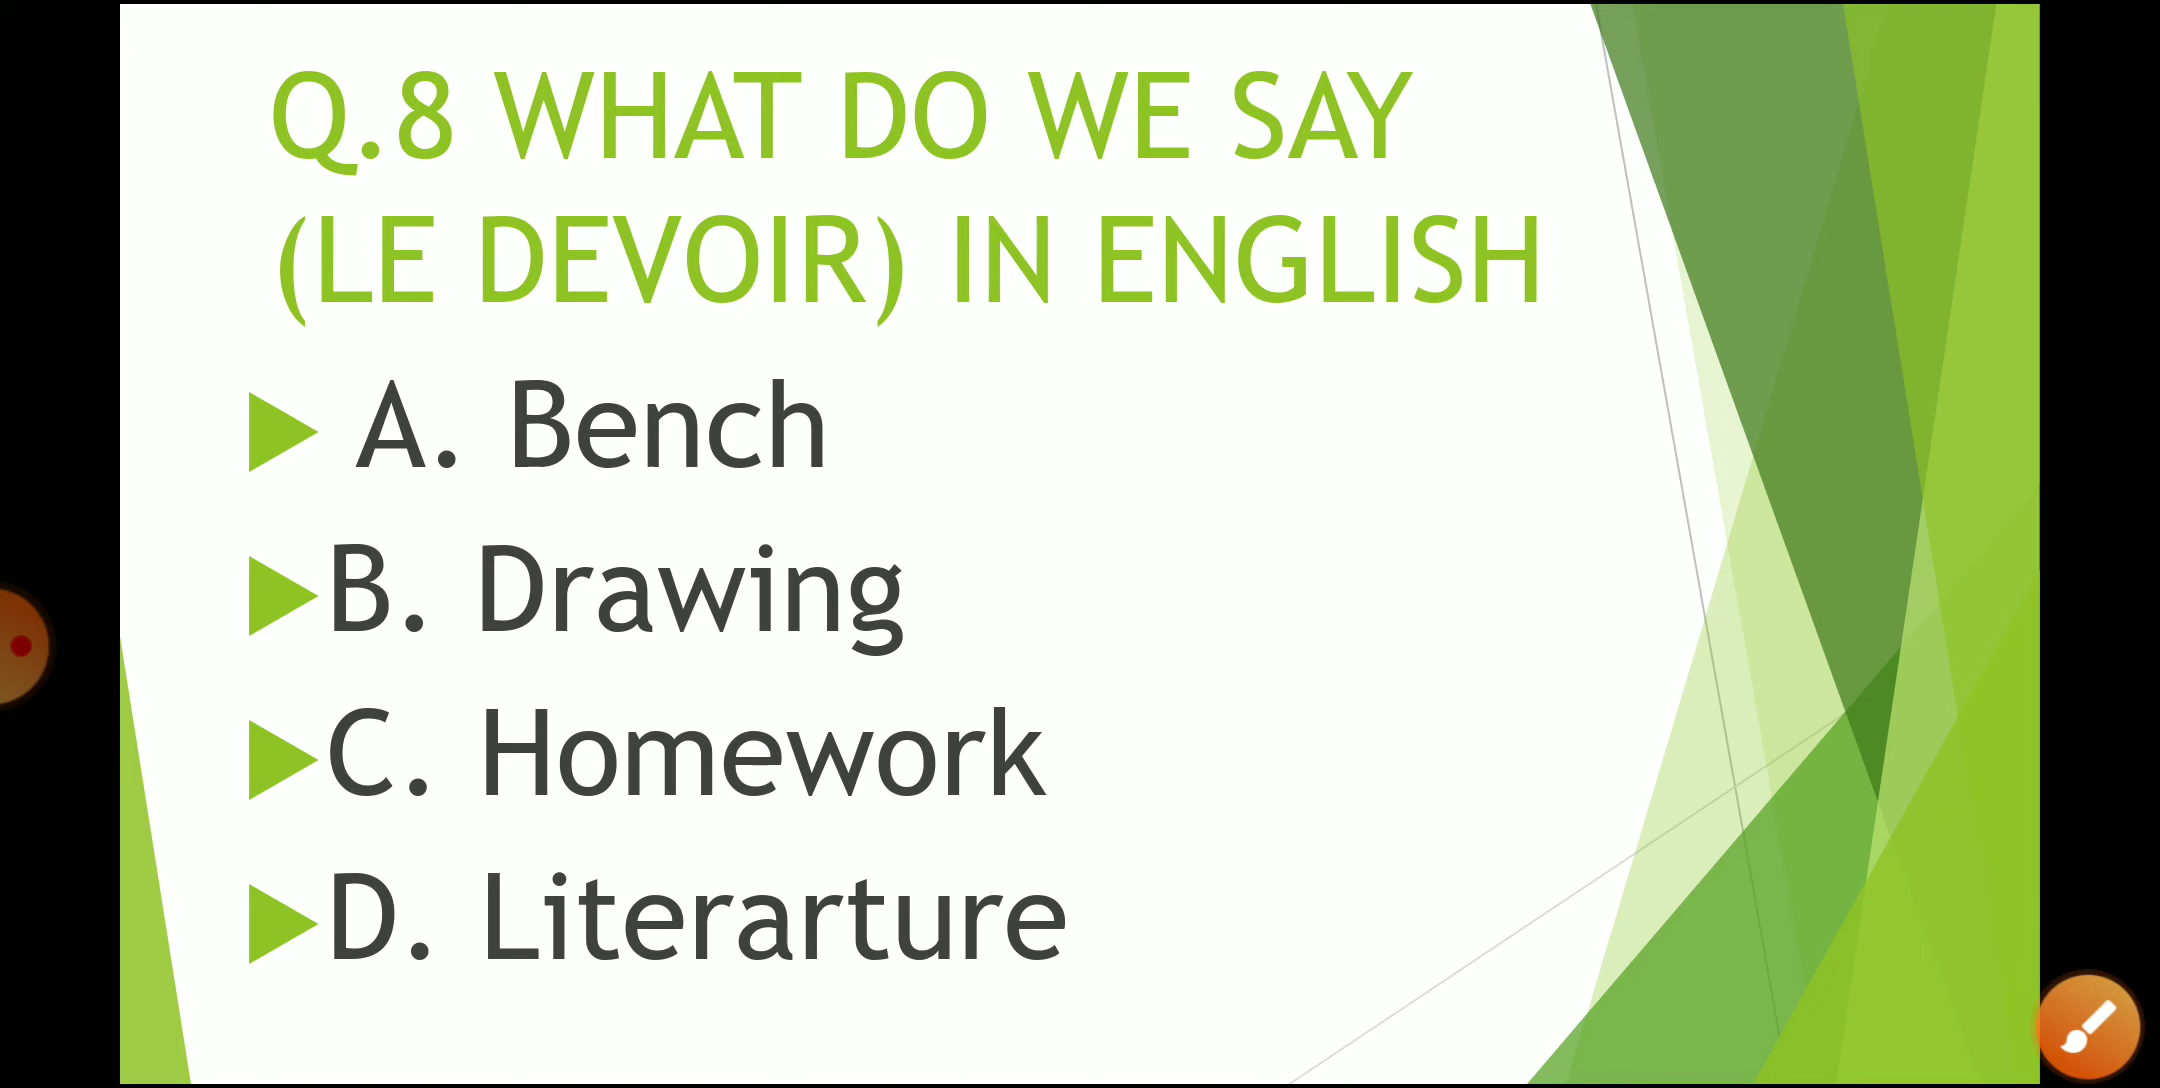 Q.8 WHAT DO WE SAY
(LE DEVOIR) IN ENGLISH
A. Bench
B. Drawing
C. Homework
D. Literarture